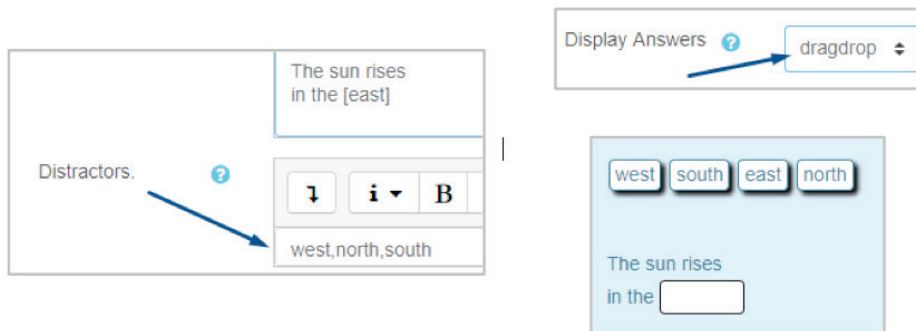 The sun rises
in the [east]
Distractors.
B
west,north,south
Display Answers
dragdrop
west south east north
The sun rises
in the